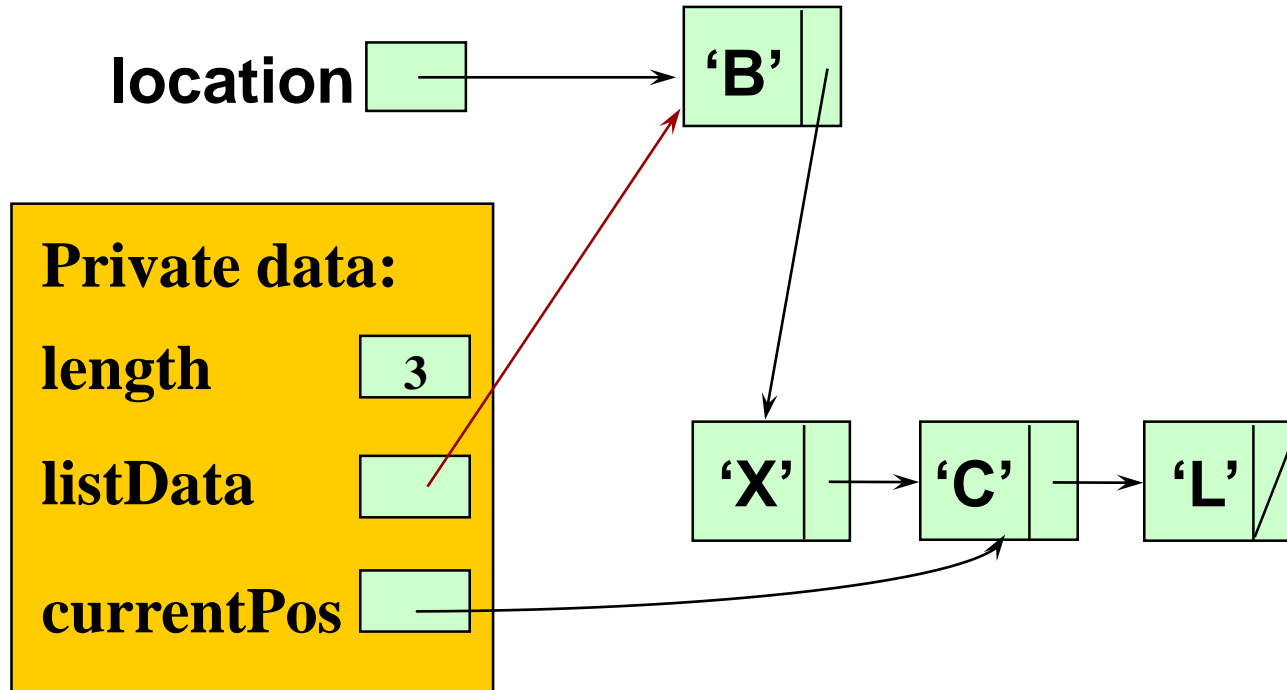 location
‘B’
Private data:
length 3
listData
‘X’ ‘C’ ‘L’
currentPos